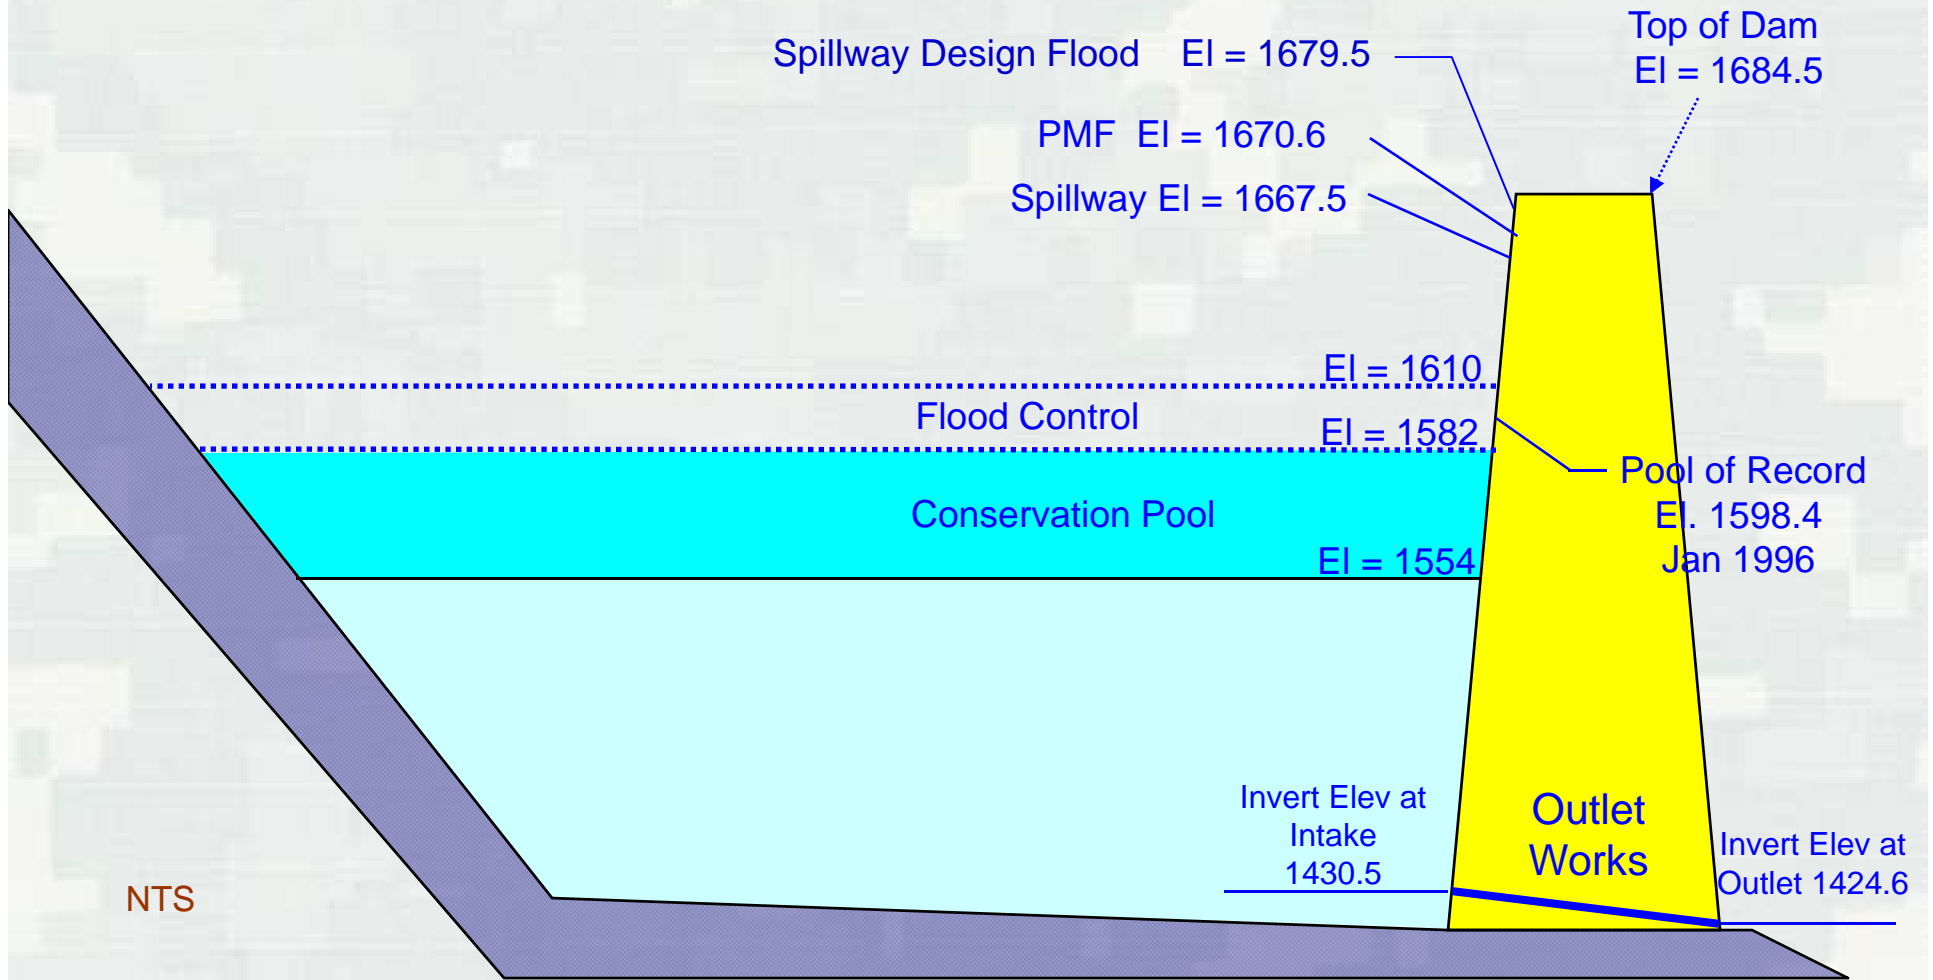 Top of Dam
El = 1684.5
Spillway Design Flood    El = 1679.5
PMF  El = 1670.6
Spillway El = 1667.5
El = 1610
Flood Control
El = 1582
Pool of Record
El. 1598.4
Jan 1996
Conservation Pool
El = 1554
Invert Elev at
Intake
1430.5
Outlet
Works
Invert Elev at
Outlet 1424.6
NTS